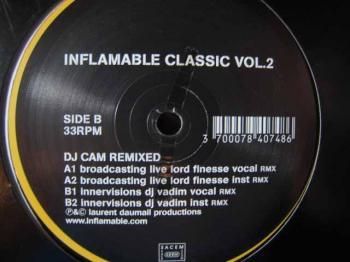 INFLAMABLE CLASSIC VOL.2
SIDE B
33RPM
3 700078 407486
DJ CAM REMIXED
A1 broadcasting live lord finesse vocal RMX
A2 broadcasting live lord finesse inst RMX
B1 innervisions dj vadim vocal RMX
B2 innervisions dj vadim inst RMX
℗&© laurent daumail productions
www.inflamable.com
SACEM